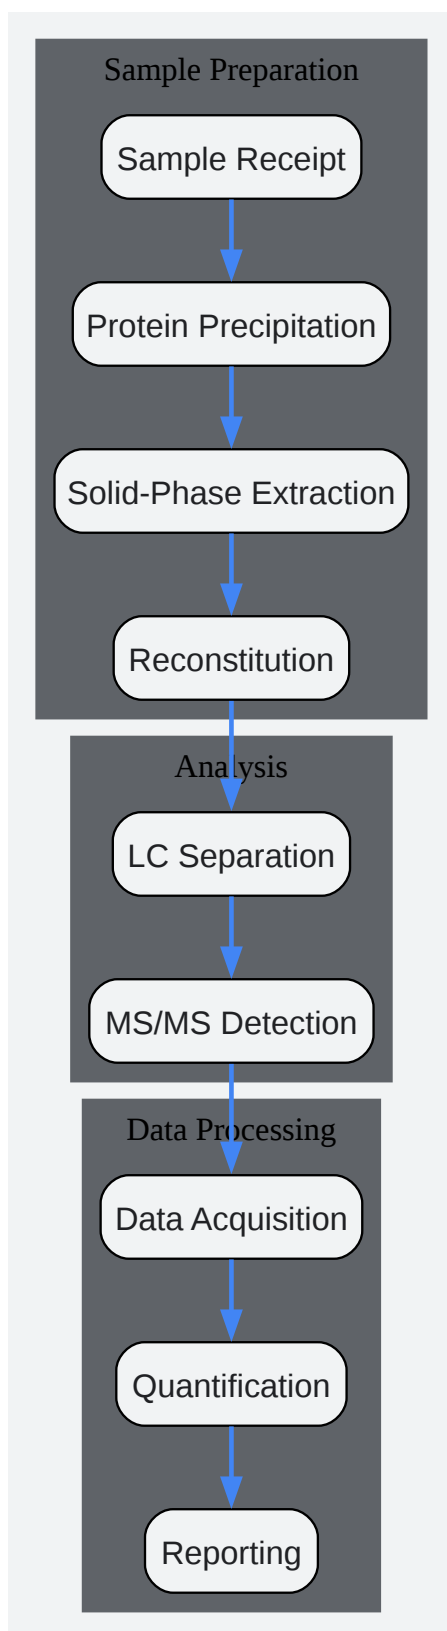 Sample Preparation
Sample Receipt
Protein Precipitation
Solid-Phase Extraction
Reconstitution
Analysis
LC Separation
MS/MS Detection
Data Processing
Data Acquisition
Quantification
Reporting